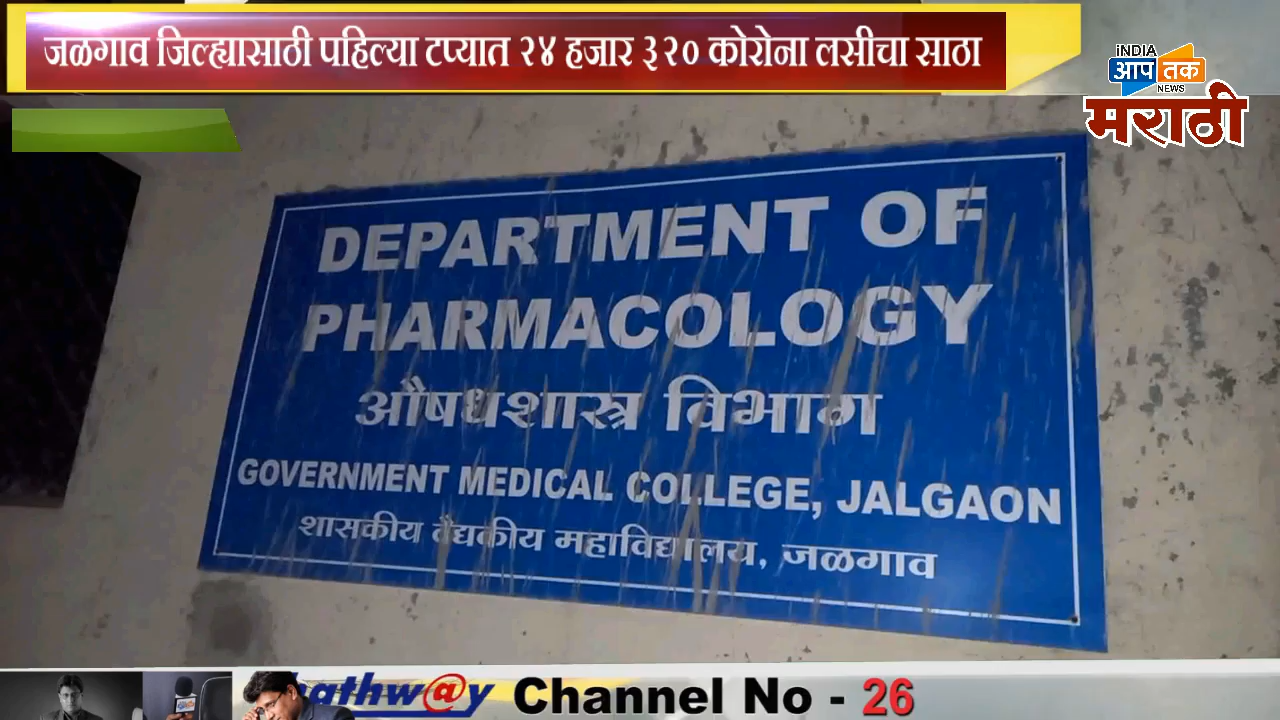 जळगाव जिल्ह्यासाठी पहिल्या टप्यात २४ हजार ३२० कोरोना लसीचा साठा
INDIA
आप तक
NEWS
मराठी
DEPARTMENT OF
PHARMACOLOGY
औषधशास्त्र विभाग
GOVERNMENT MEDICAL COLLEGE, JALGAON
शासकीय वैद्यकीय महाविद्यालय, जळगाव
hathw@y Channel No - 26